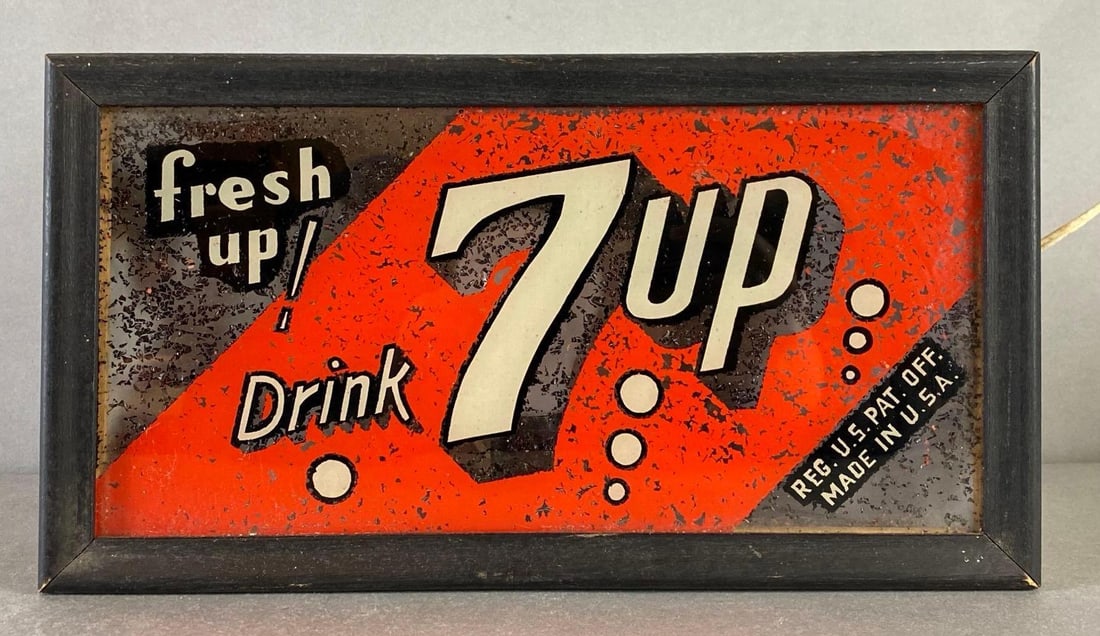 fresh
up!
Drink
7up
REG. U.S. PAT. OFF.
MADE IN U.S.A.